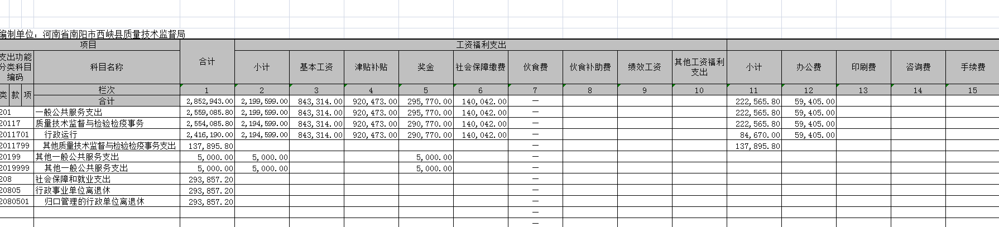 编制单位：河南省南阳市西峡县质量技术监督局
项目 合计 工资福利支出
支出功能分类科目编码 科目名称 小计 基本工资 津贴补贴 奖金 社会保障缴费 伙食费 伙食补助费 绩效工资 其他工资福利支出 小计 办公费 印刷费 咨询费 手续费
类 款 项 栏次 1 2 3 4 5 6 7 8 9 10 11 12 13 14 15
合计 2,852,943.00 2,199,599.00 843,314.00 920,473.00 295,770.00 140,042.00 — 222,565.80 59,405.00
201 一般公共服务支出 2,559,085.80 2,199,599.00 843,314.00 920,473.00 295,770.00 140,042.00 — 222,565.80 59,405.00
20117 质量技术监督与检验检疫事务 2,554,085.80 2,194,599.00 843,314.00 920,473.00 290,770.00 140,042.00 — 222,565.80 59,405.00
2011701 行政运行 2,416,190.00 2,194,599.00 843,314.00 920,473.00 290,770.00 140,042.00 — 84,670.00 59,405.00
2011799 其他质量技术监督与检验检疫事务支出 137,895.80 — 137,895.80
20199 其他一般公共服务支出 5,000.00 5,000.00 5,000.00 —
2019999 其他一般公共服务支出 5,000.00 5,000.00 5,000.00 —
208 社会保障和就业支出 293,857.20 —
20805 行政事业单位离退休 293,857.20 —
2080501 归口管理的行政单位离退休 293,857.20 —
—
—